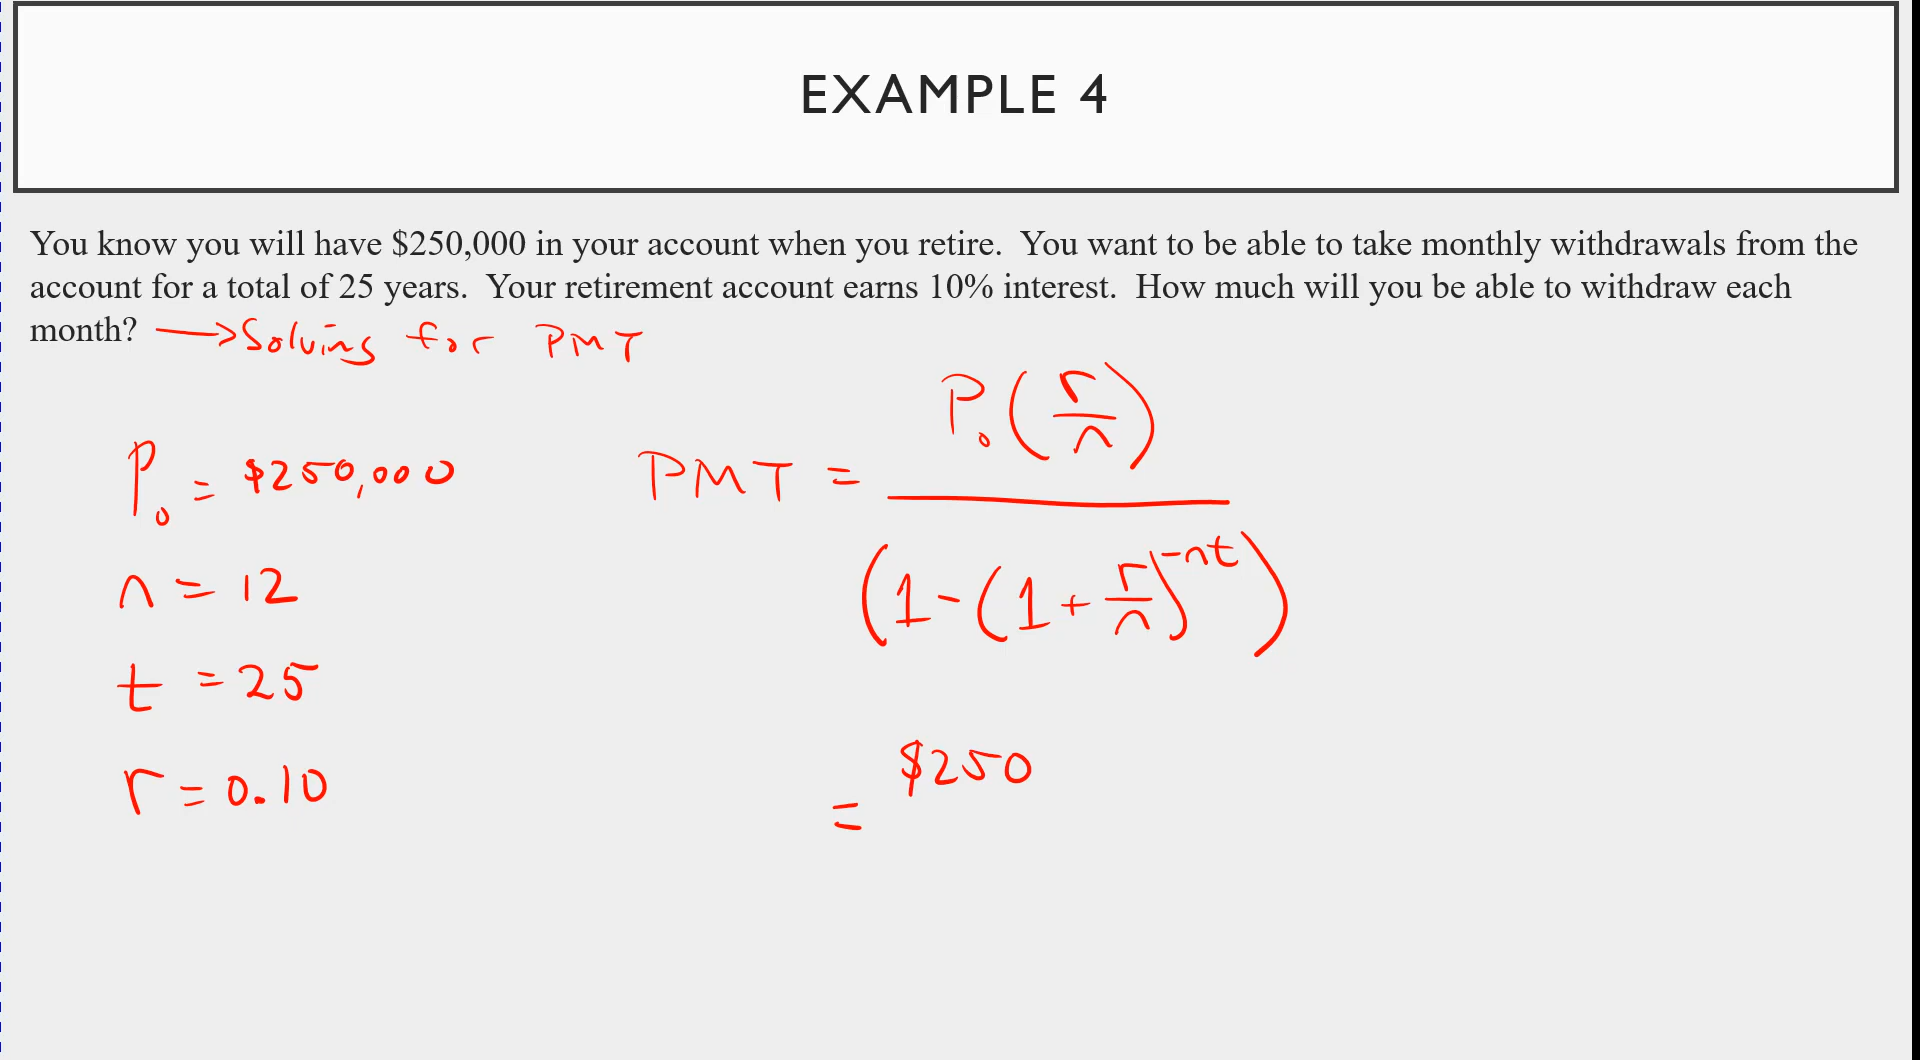 EXAMPLE 4
You know you will have $250,000 in your account when you retire.  You want to be able to take monthly withdrawals from the
account for a total of 25 years.  Your retirement account earns 10% interest.  How much will you be able to withdraw each
month? → Solving for PMT
P₀ = $250,000
n = 12
t = 25
r = 0.10
PMT = P₀(r/n) / (1 - (1 + r/n)^(-nt))
= $250